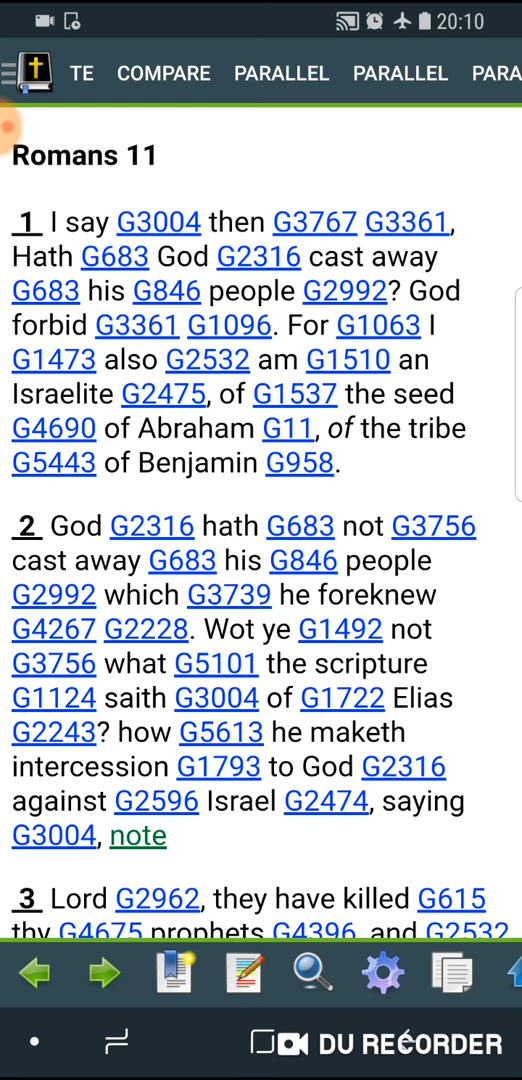 20:10
TE COMPARE PARALLEL PARALLEL PARA
Romans 11
1 I say G3004 then G3767 G3361,
Hath G683 God G2316 cast away
G683 his G846 people G2992? God
forbid G3361 G1096. For G1063 I
G1473 also G2532 am G1510 an
Israelite G2475, of G1537 the seed
G4690 of Abraham G11, of the tribe
G5443 of Benjamin G958.
2 God G2316 hath G683 not G3756
cast away G683 his G846 people
G2992 which G3739 he foreknew
G4267 G2228. Wot ye G1492 not
G3756 what G5101 the scripture
G1124 saith G3004 of G1722 Elias
G2243? how G5613 he maketh
intercession G1793 to God G2316
against G2596 Israel G2474, saying
G3004, note
3 Lord G2962, they have killed G615
thy G4675 prophets G4396, and G2532
DU RECORDER